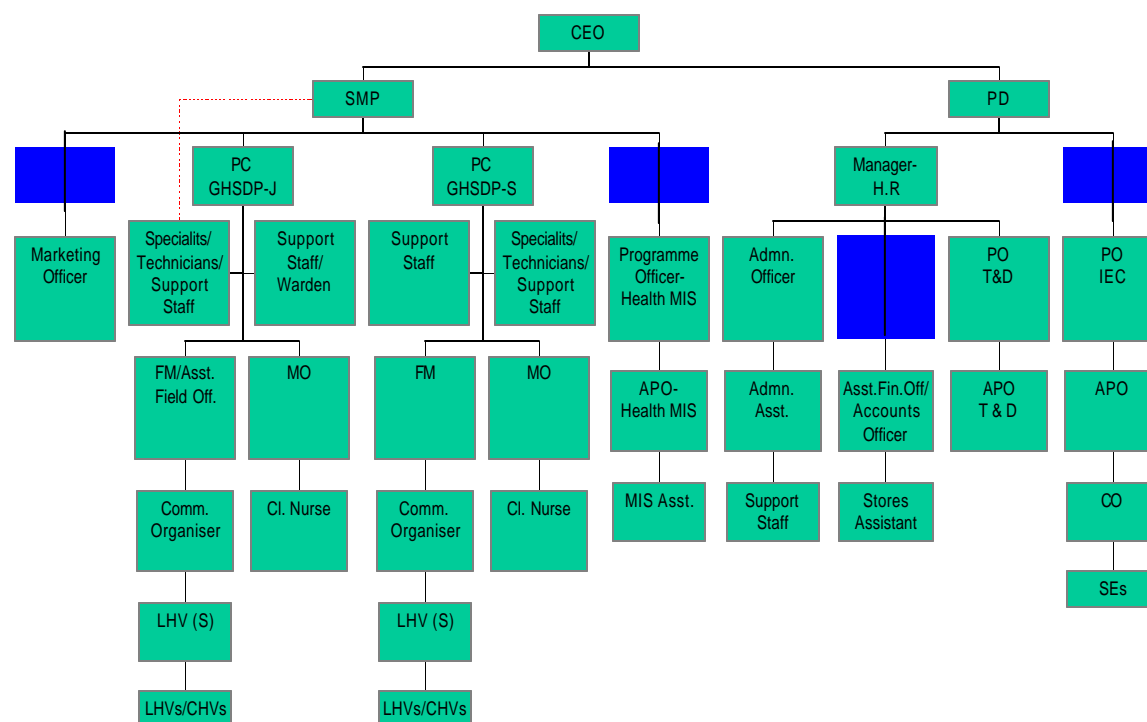 CEO
SMP
PD
PC
GHSDP-J
PC
GHSDP-S
Manager-
H.R
Marketing
Officer
Specialits/
Technicians/
Support
Staff
Support
Staff/
Warden
Support
Staff
Specialits/
Technicians/
Support
Staff
Programme
Officer-
Health MIS
Admn.
Officer
PO
T&D
PO
IEC
FM/Asst.
Field Off.
MO
FM
MO
APO-
Health MIS
Admn.
Asst.
Asst.Fin.Off/
Accounts
Officer
APO
T & D
APO
Comm.
Organiser
Cl. Nurse
Comm.
Organiser
Cl. Nurse
MIS Asst.
Support
Staff
Stores
Assistant
CO
SEs
LHV (S)
LHV (S)
LHVs/CHVs
LHVs/CHVs